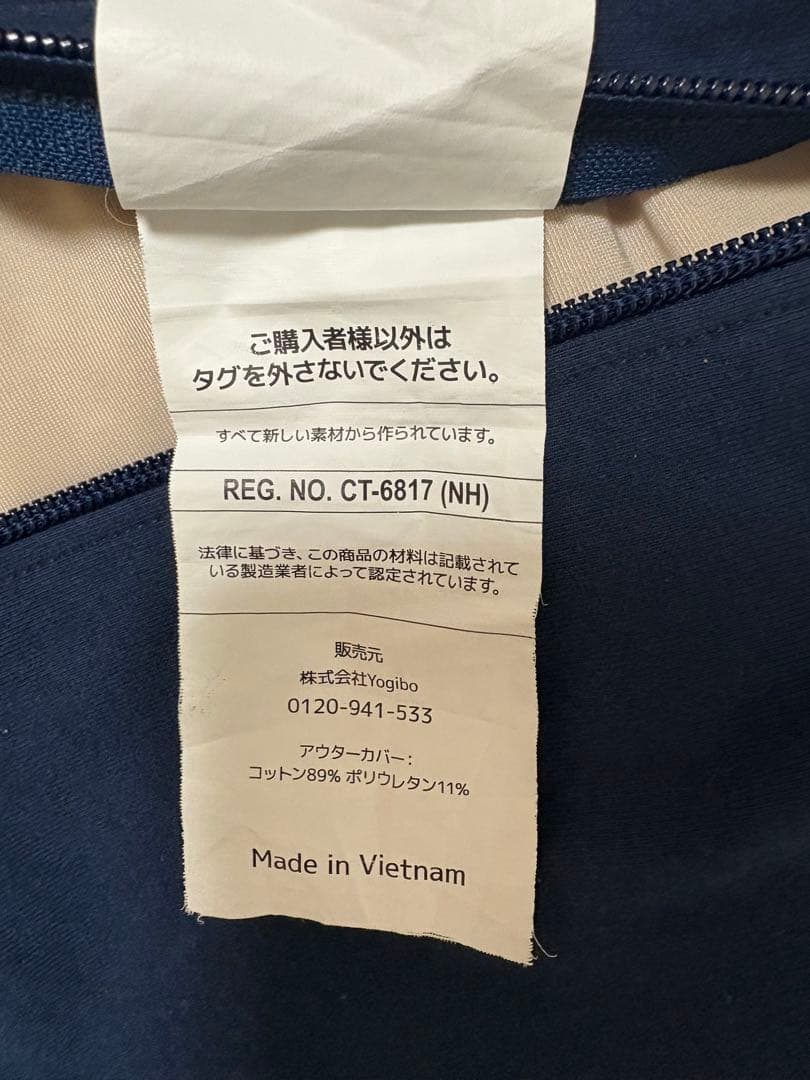 ご購入者様以外は
タグを外さないでください。
すべて新しい素材から作られています。
REG. NO. CT-6817 (NH)
法律に基づき、この商品の材料は記載されて
いる製造業者によって認定されています。
販売元
株式会社Yogibo
0120-941-533
アウターカバー:
コットン89% ポリウレタン11%
Made in Vietnam